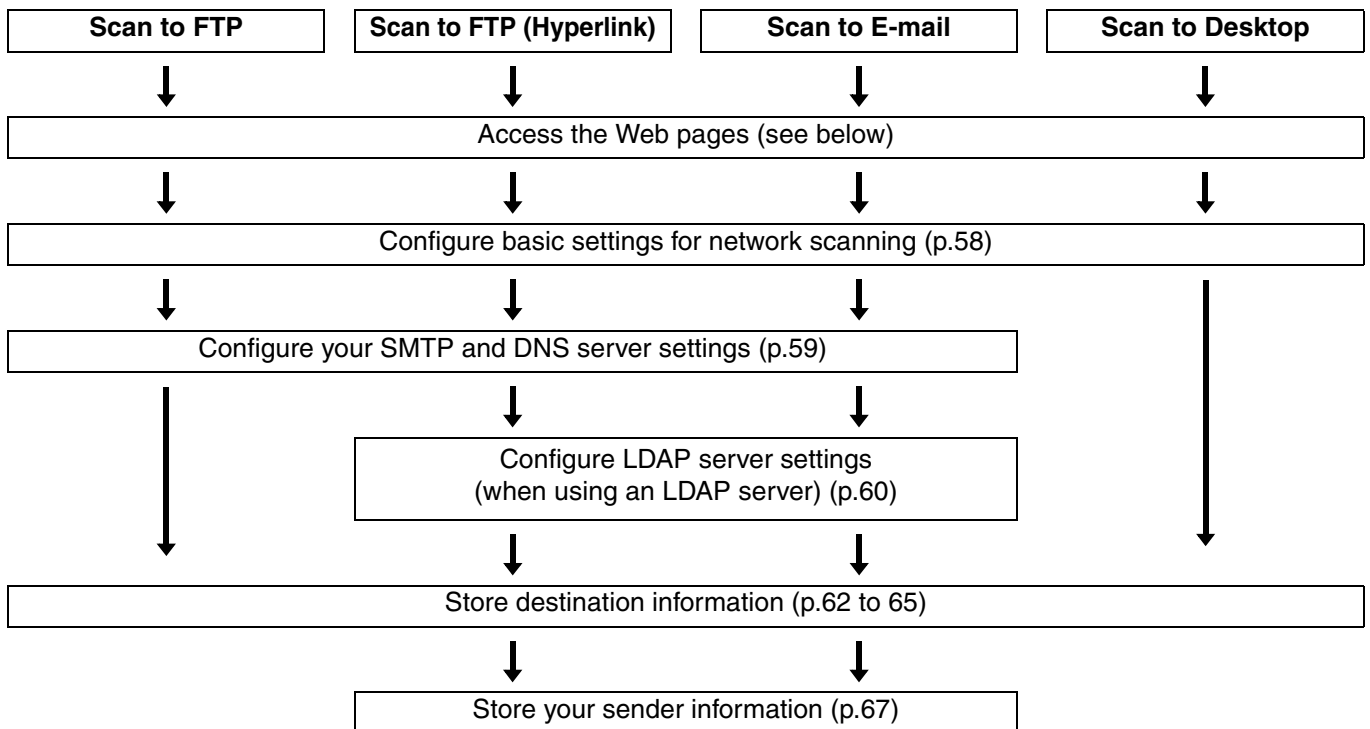 Scan to FTP
Scan to FTP (Hyperlink)
Scan to E-mail
Scan to Desktop
Access the Web pages (see below)
Configure basic settings for network scanning (p.58)
Configure your SMTP and DNS server settings (p.59)
Configure LDAP server settings
(when using an LDAP server) (p.60)
Store destination information (p.62 to 65)
Store your sender information (p.67)